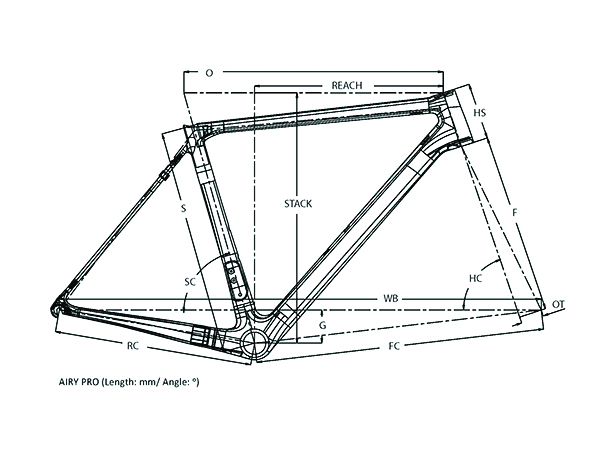 O
REACH
HS
S
STACK
F
SC
HC
WB
OT
G
RC
FC
AIRY PRO (Length: mm/ Angle: º)